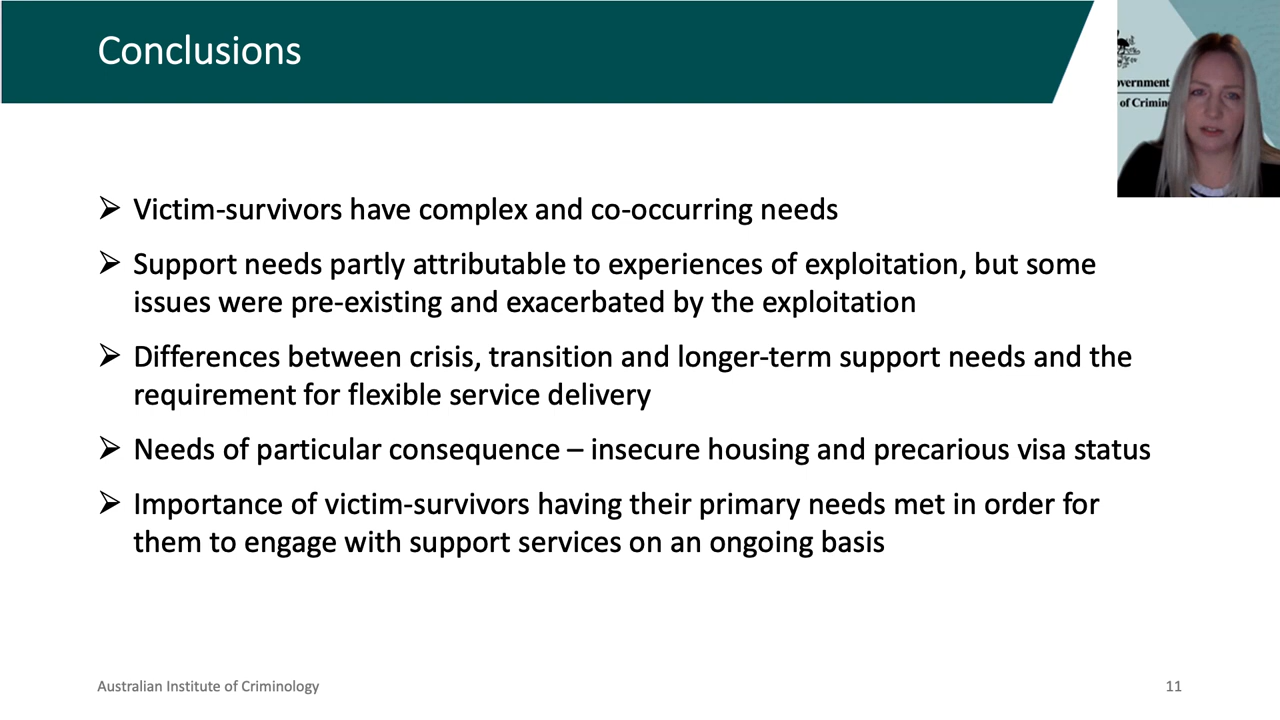 Conclusions
overnment
of Crimin
➢ Victim-survivors have complex and co-occurring needs
➢ Support needs partly attributable to experiences of exploitation, but some
issues were pre-existing and exacerbated by the exploitation
➢ Differences between crisis, transition and longer-term support needs and the
requirement for flexible service delivery
➢ Needs of particular consequence – insecure housing and precarious visa status
➢ Importance of victim-survivors having their primary needs met in order for
them to engage with support services on an ongoing basis
Australian Institute of Criminology
11